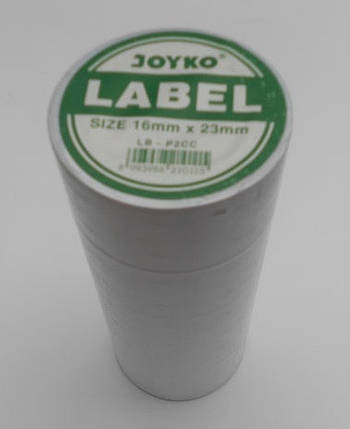 JOYKO®
LABEL
SIZE 16mm x 23mm
LB - P2CC